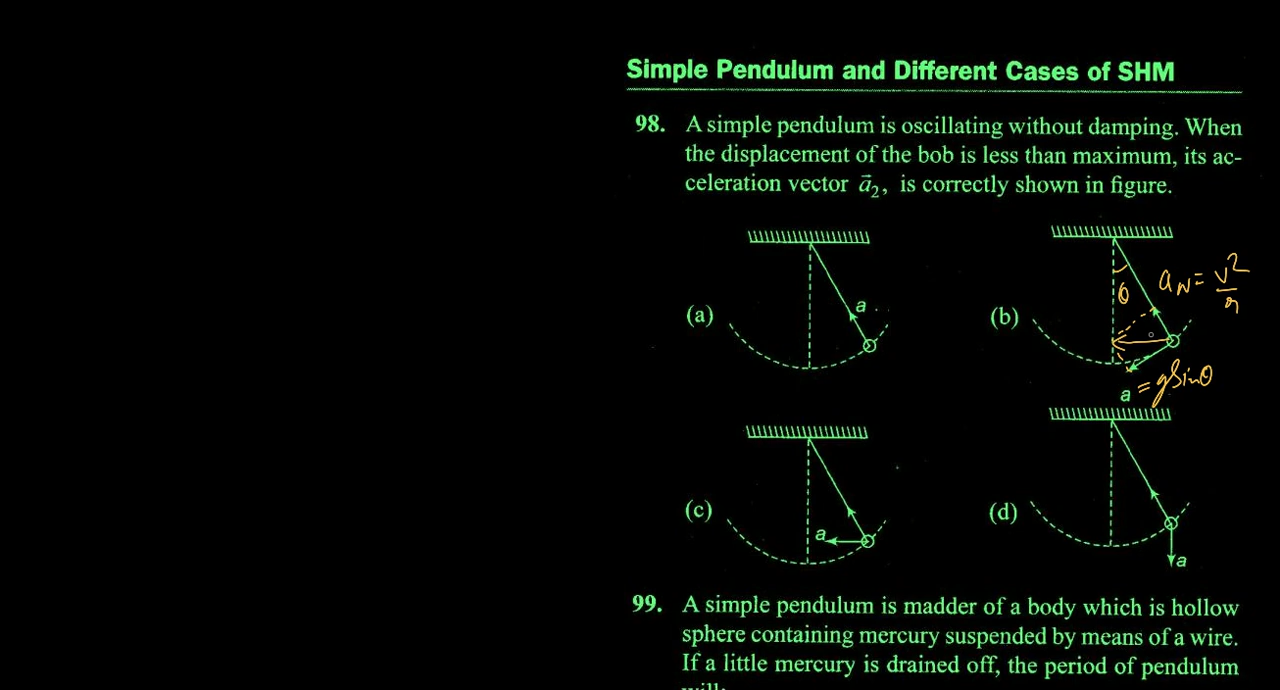 Simple Pendulum and Different Cases of SHM
98. A simple pendulum is oscillating without damping. When
the displacement of the bob is less than maximum, its ac-
celeration vector a⃗₂, is correctly shown in figure.
(a)
a
(b)
θ
a_N = v²/r
a = gSinθ
(c)
a
(d)
a
99. A simple pendulum is madder of a body which is hollow
sphere containing mercury suspended by means of a wire.
If a little mercury is drained off, the period of pendulum